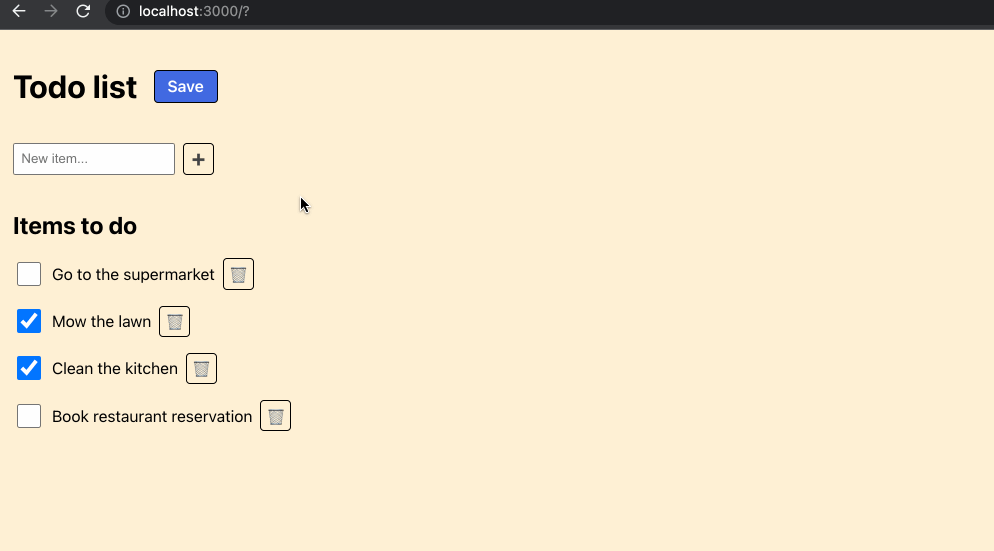 localhost:3000/?
Todo list Save
New item... +
Items to do
Go to the supermarket
Mow the lawn
Clean the kitchen
Book restaurant reservation